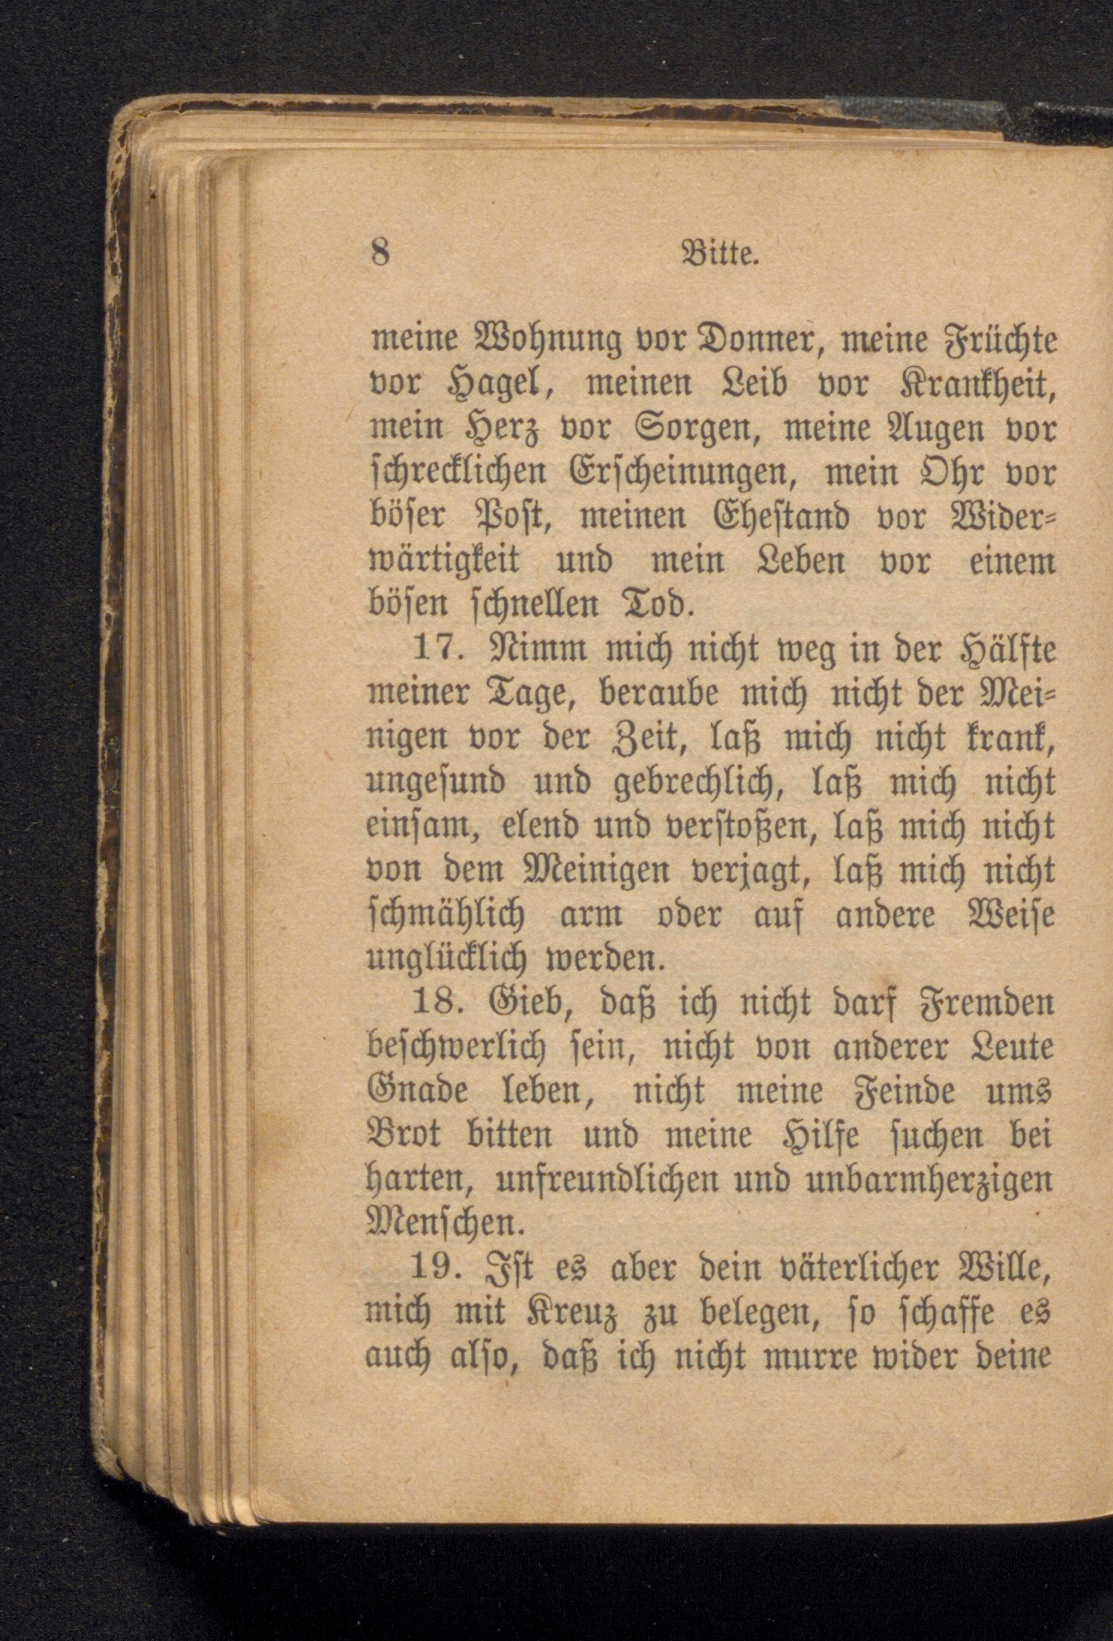 8 Bitte.
meine Wohnung vor Donner, meine Früchte
vor Hagel, meinen Leib vor Krankheit,
mein Herz vor Sorgen, meine Augen vor
ſchrecklichen Erſcheinungen, mein Ohr vor
böſer Poſt, meinen Eheſtand vor Wider⸗
wärtigkeit und mein Leben vor einem
böſen ſchnellen Tod.
17. Nimm mich nicht weg in der Hälfte
meiner Tage, beraube mich nicht der Mei⸗
nigen vor der Zeit, laß mich nicht krank,
ungeſund und gebrechlich, laß mich nicht
einſam, elend und verſtoßen, laß mich nicht
von dem Meinigen verjagt, laß mich nicht
ſchmählich arm oder auf andere Weiſe
unglücklich werden.
18. Gieb, daß ich nicht darf Fremden
beſchwerlich ſein, nicht von anderer Leute
Gnade leben, nicht meine Feinde ums
Brot bitten und meine Hilfe ſuchen bei
harten, unfreundlichen und unbarmherzigen
Menſchen.
19. Iſt es aber dein väterlicher Wille,
mich mit Kreuz zu belegen, ſo ſchaffe es
auch alſo, daß ich nicht murre wider deine